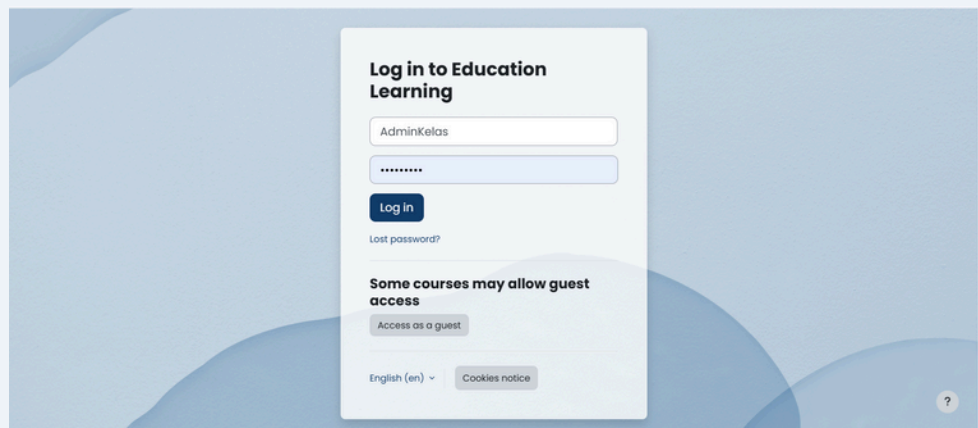 Log in to Education
Learning
AdminKelas
•••••••••
Log in
Lost password?
Some courses may allow guest
access
Access as a guest
English (en)
Cookies notice
?